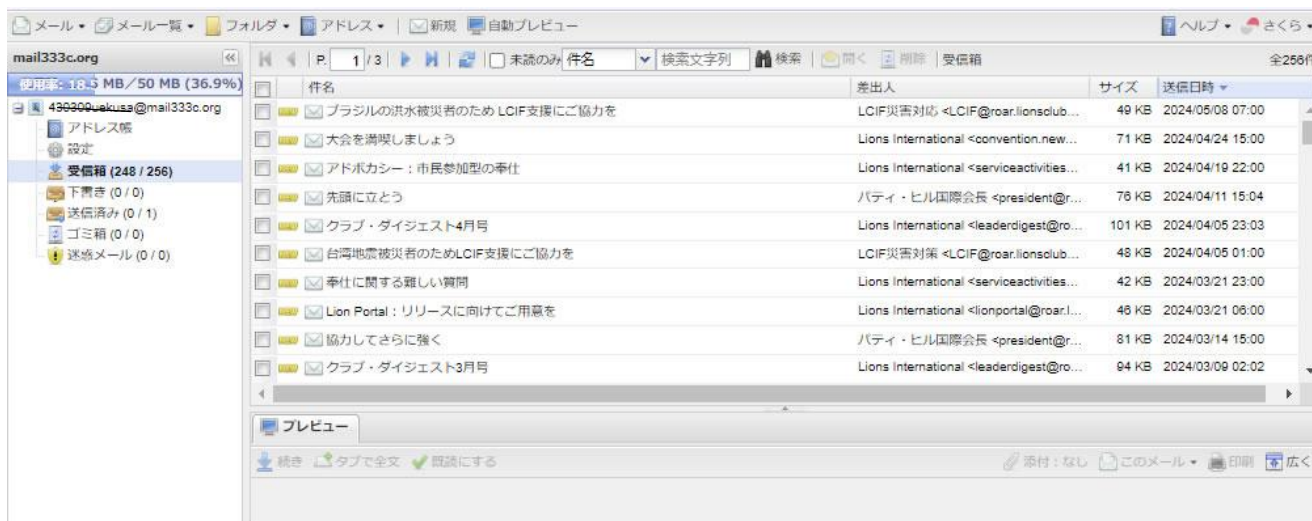 メール メール一覧 フォルダ アドレス 新規 自動プレビュー ヘルプ さくら
mail333c.org P. 1 / 3 未読のみ 件名 検索文字列 検索 開く 削除 受信箱 全256件
使用率: 18.5 MB/50 MB (36.9%) 件名 差出人 サイズ 送信日時
430300uekusa@mail333c.org
アドレス帳
設定
受信箱 (248 / 256)
下書き (0 / 0)
送信済み (0 / 1)
ゴミ箱 (0 / 0)
迷惑メール (0 / 0)
ブラジルの洪水被災者のため LCIF支援にご協力を LCIF災害対応 <LCIF@roar.lionsclub... 49 KB 2024/05/08 07:00
大会を満喫しましょう Lions International <convention.new... 71 KB 2024/04/24 15:00
アドボカシー：市民参加型の奉仕 Lions International <serviceactivities... 41 KB 2024/04/19 22:00
先頭に立とう パティ・ヒル国際会長 <president@r... 76 KB 2024/04/11 15:04
クラブ・ダイジェスト4月号 Lions International <leaderdigest@ro... 101 KB 2024/04/05 23:03
台湾地震被災者のためLCIF支援にご協力を LCIF災害対策 <LCIF@roar.lionsclub... 48 KB 2024/04/05 01:00
奉仕に関する難しい質問 Lions International <serviceactivities... 42 KB 2024/03/21 23:00
Lion Portal：リリースに向けてご用意を Lions International <lionportal@roar.l... 46 KB 2024/03/21 06:00
協力してさらに強く パティ・ヒル国際会長 <president@r... 81 KB 2024/03/14 15:00
クラブ・ダイジェスト3月号 Lions International <leaderdigest@ro... 94 KB 2024/03/09 02:02
プレビュー
続き タブで全文 既読にする 添付：なし このメール 印刷 広く